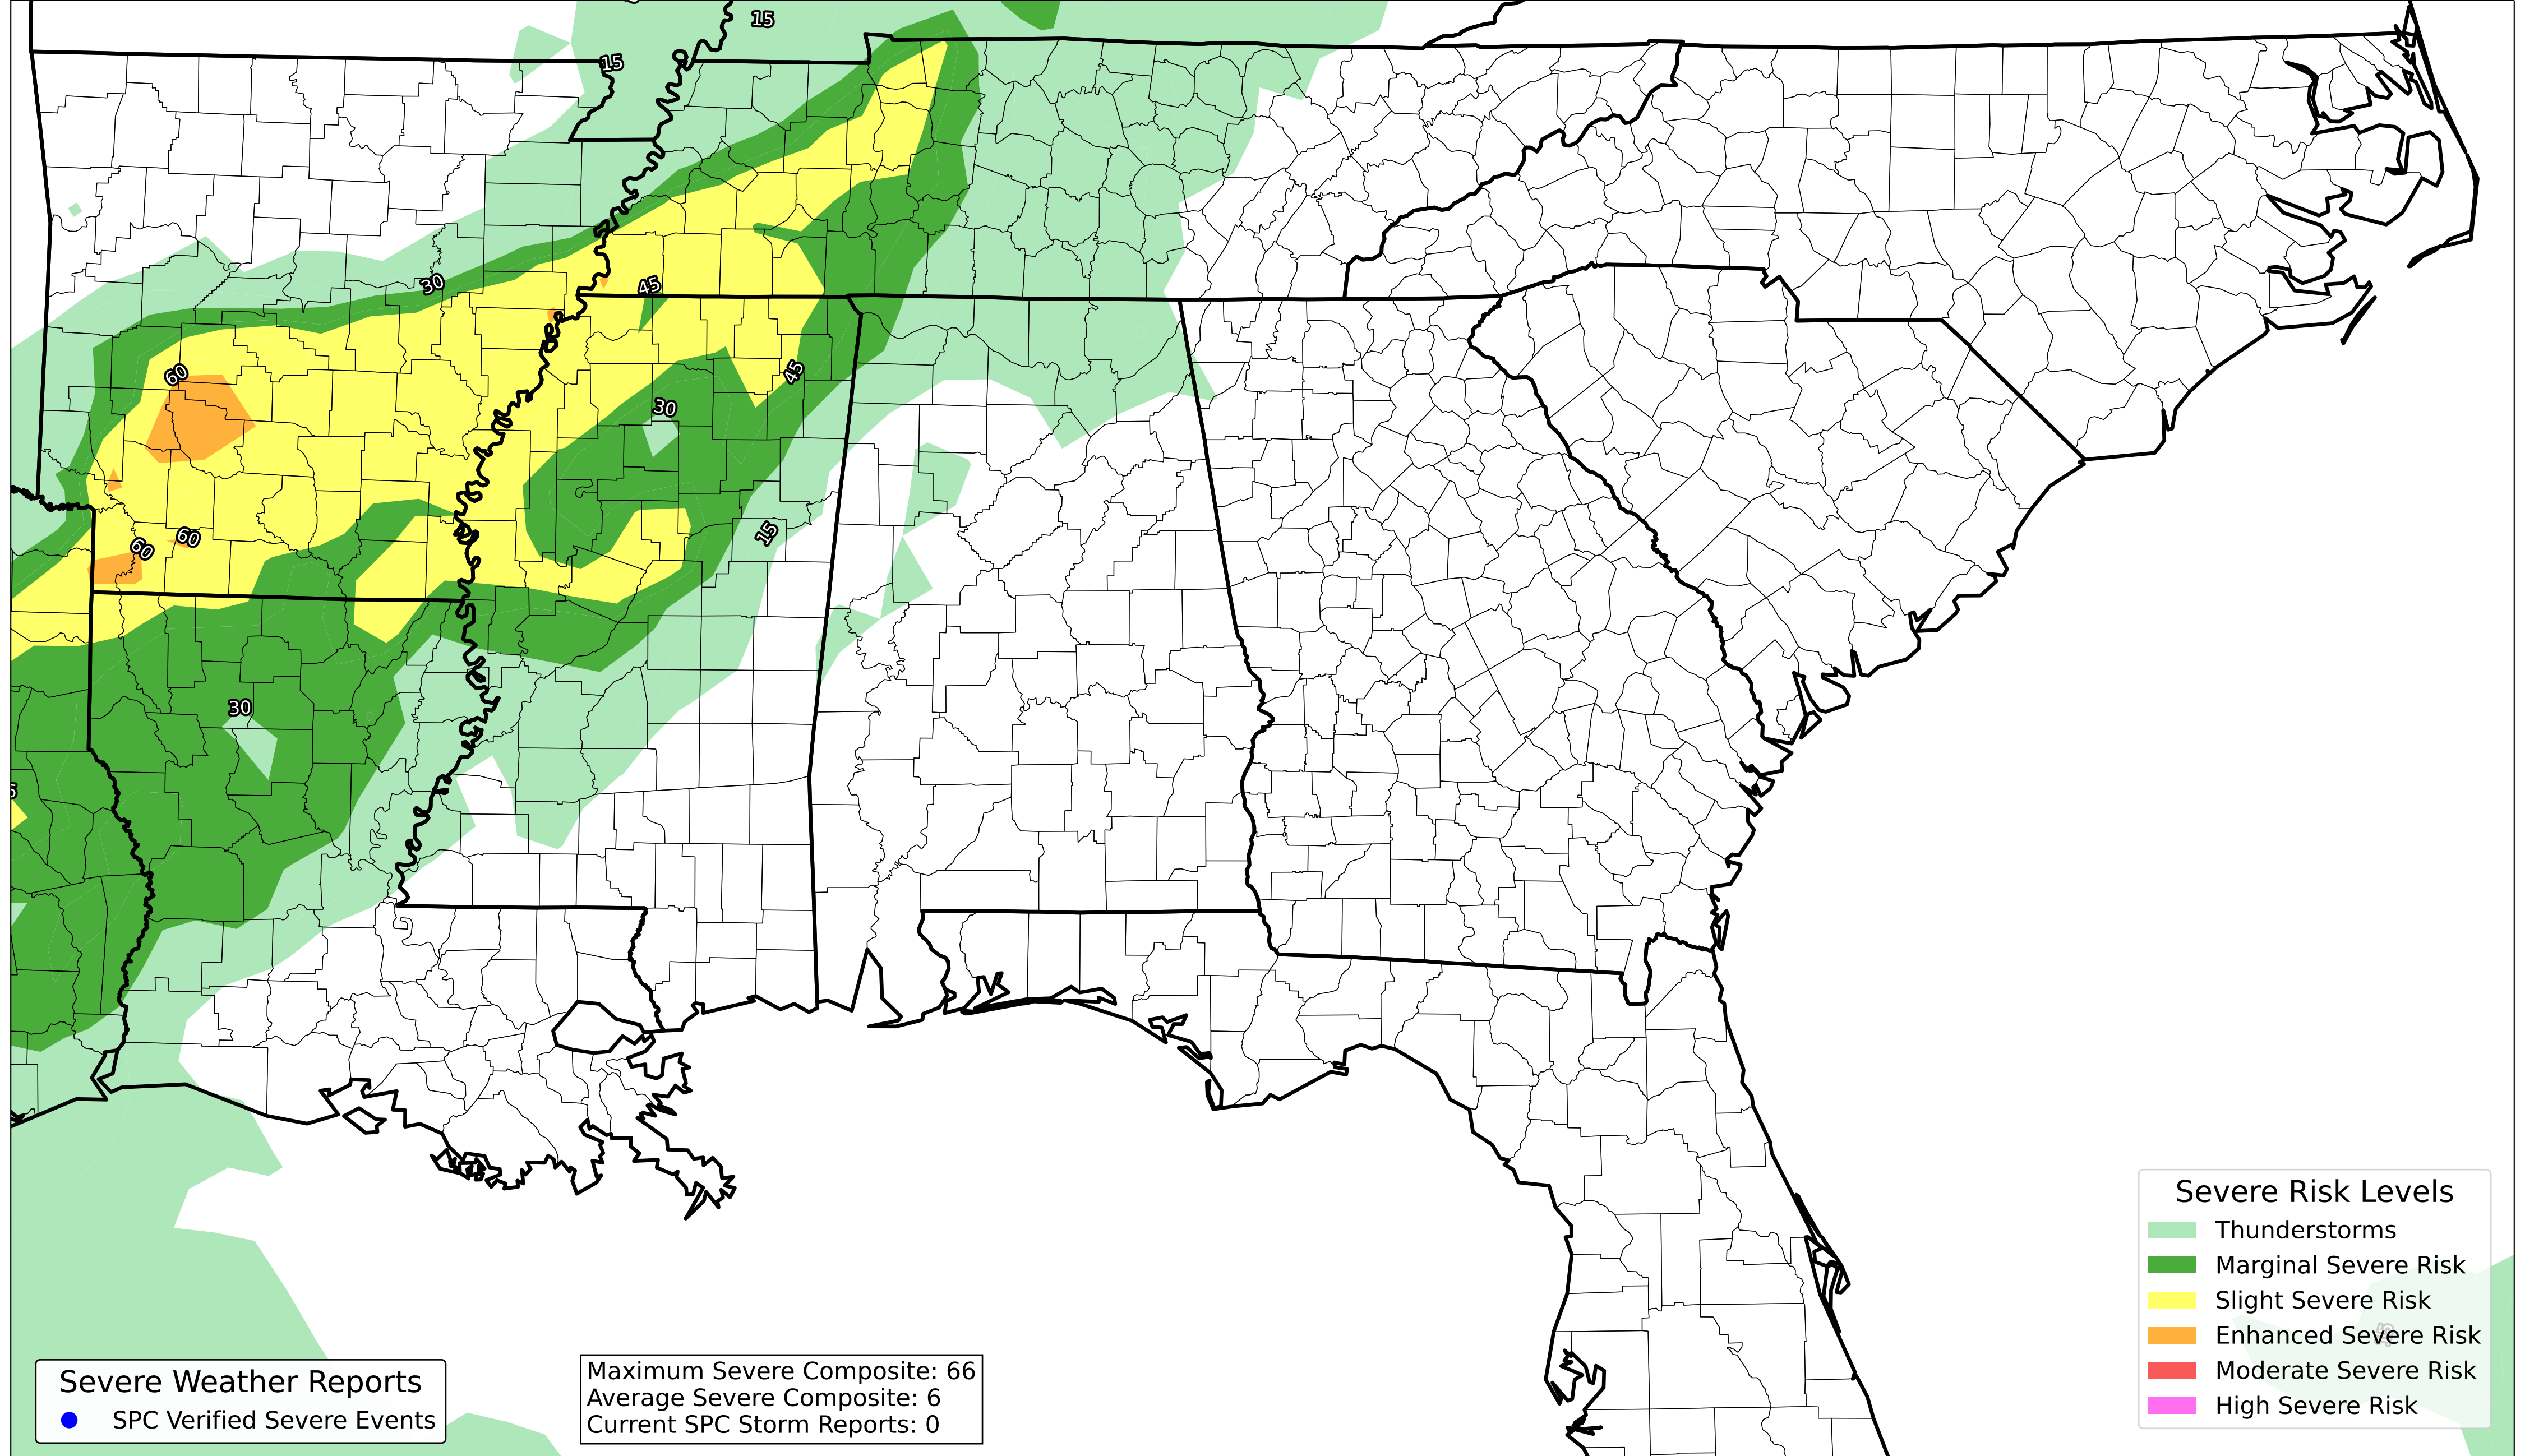 15
15
30
45
60
45
30
15
60
60
30
5
Severe Risk Levels
Thunderstorms
Marginal Severe Risk
Slight Severe Risk
Enhanced Severe Risk
Moderate Severe Risk
High Severe Risk
Severe Weather Reports
SPC Verified Severe Events
Maximum Severe Composite: 66
Average Severe Composite: 6
Current SPC Storm Reports: 0